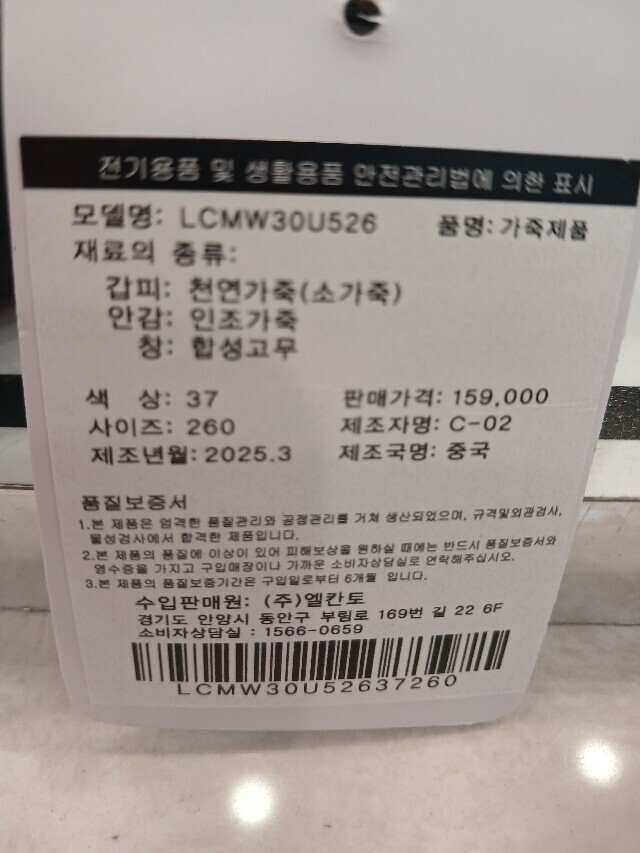 전기용품 및 생활용품 안전관리법에 의한 표시
모델명: LCMW30U526 품명: 가죽제품
재료의 종류:
갑피: 천연가죽(소가죽)
안감: 인조가죽
창: 합성고무
색 상: 37 판매가격: 159,000
사이즈: 260 제조자명: C-02
제조년월: 2025.3 제조국명: 중국
품질보증서
1.본 제품은 엄격한 품질관리와 공정관리를 거쳐 생산되었으며, 규격및외관검사,
물성검사에서 합격한 제품입니다.
2.본 제품의 품질에 이상이 있어 피해보상을 원하실 때에는 반드시 품질보증서와
영수증을 가지고 구입매장이나 가까운 소비자상담실로 연락해주십시오.
3.본 제품의 품질보증기간은 구입일로부터 6개월 입니다.
수입판매원: (주)엘칸토
경기도 안양시 동안구 부림로 169번 길 22 6F
소비자상담실 : 1566-0659
LCMW30U52637260